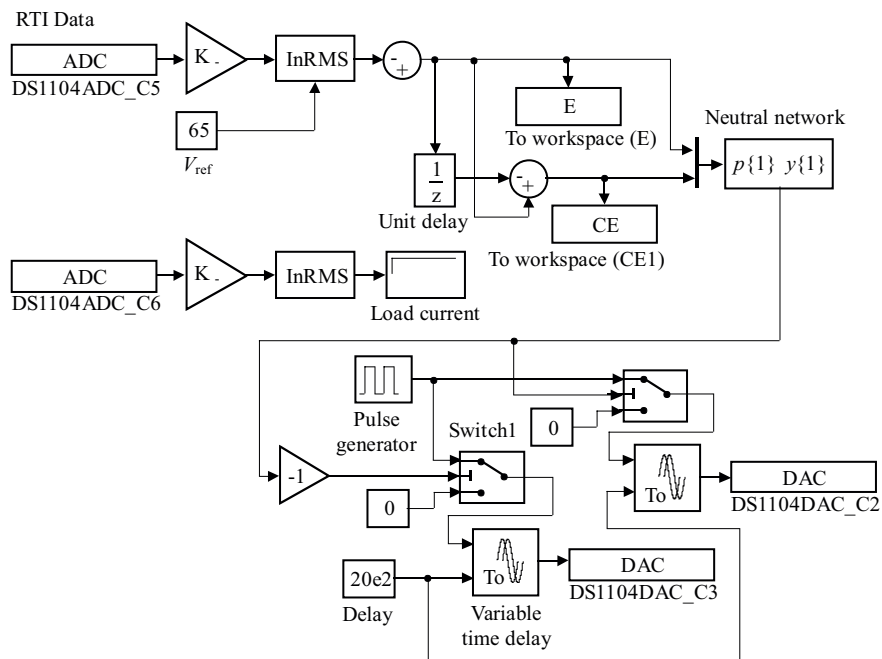 RTI Data
ADC
DS1104ADC_C5
K -
InRMS
-
+
65
Vref
E
To workspace (E)
Neutral network
p{1} y{1}
1
z
Unit delay
-
+
CE
To workspace (CE1)
ADC
DS1104ADC_C6
K -
InRMS
Load current
Pulse
generator
Switch1
0
-1
0
To
DAC
DS1104DAC_C2
20e2
Delay
To
Variable
time delay
DAC
DS1104DAC_C3